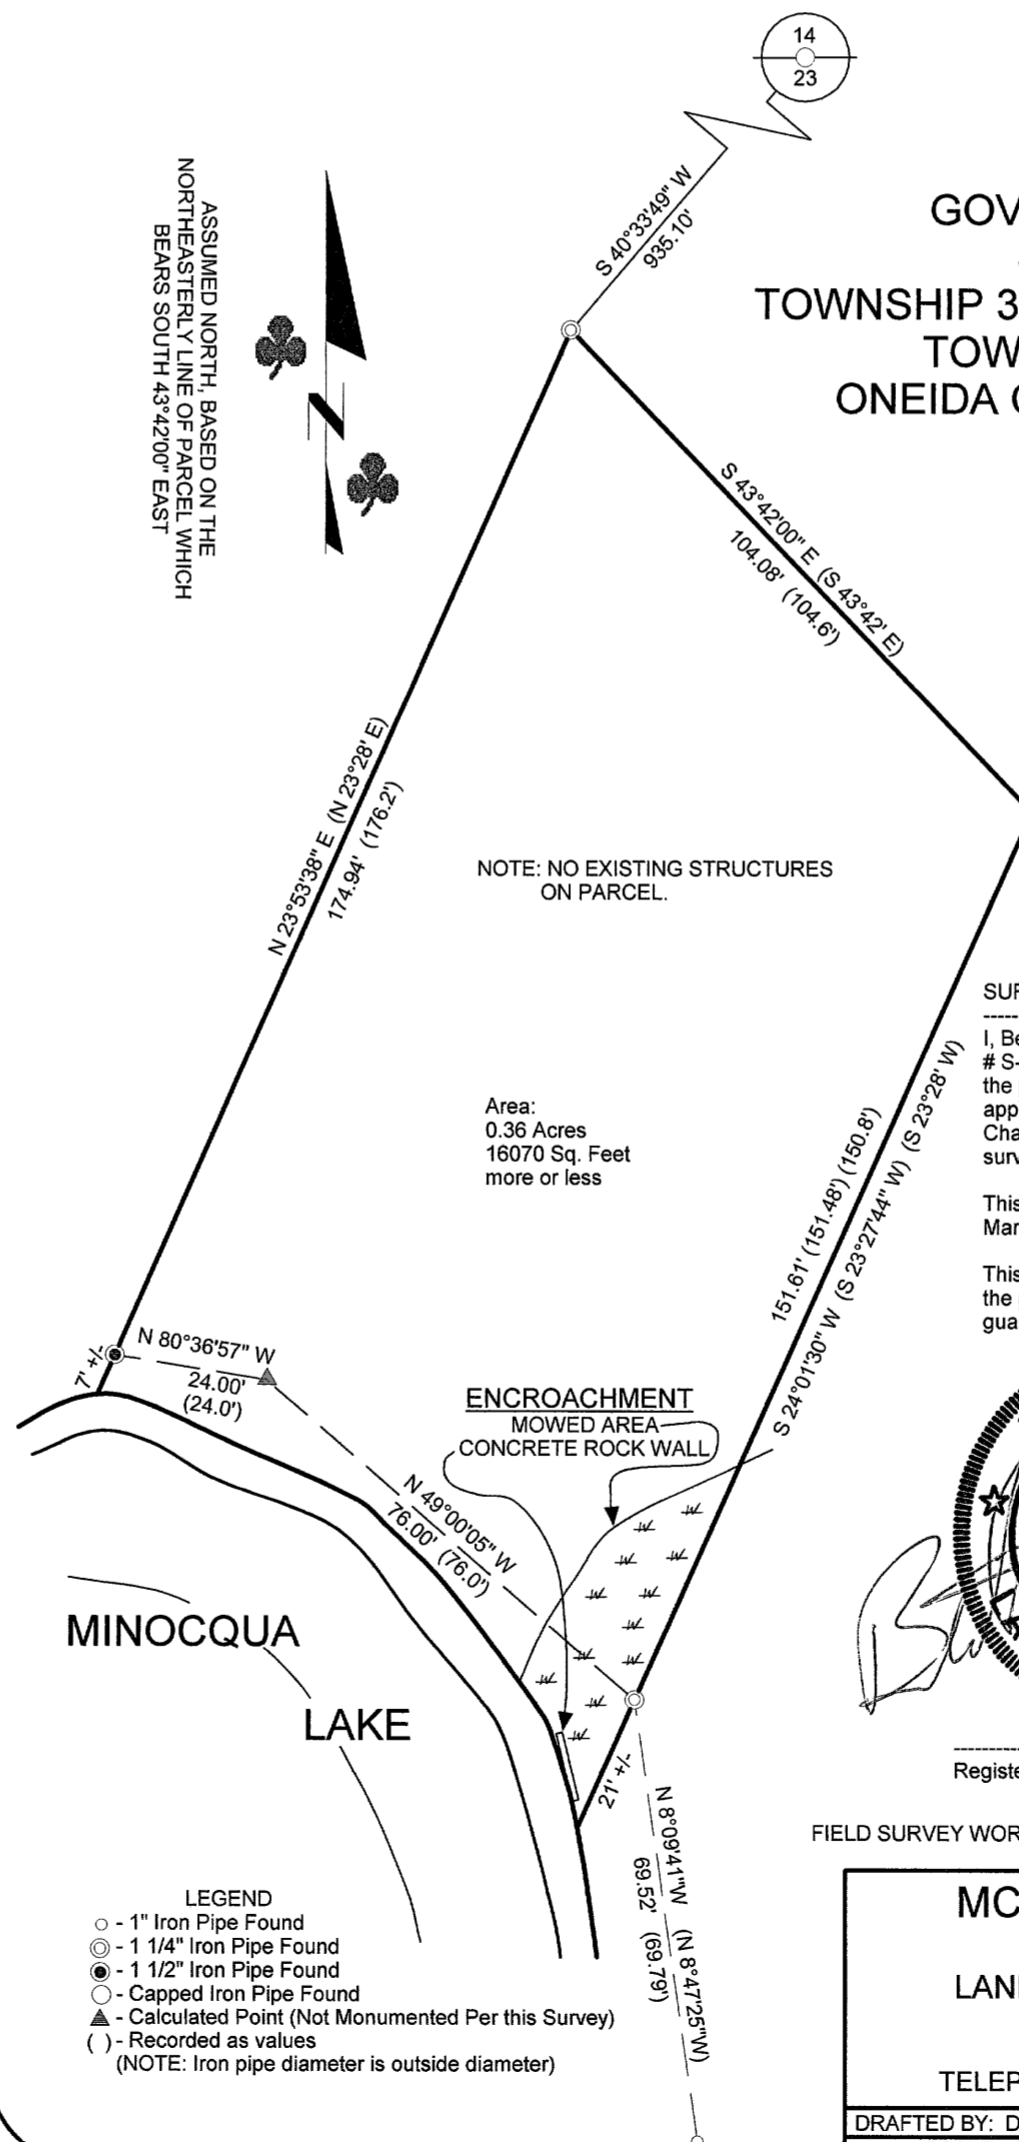 14
23
S 40°33'49" W
935.10'
GOV
TOWNSHIP 3
TOW
ONEIDA
ASSUMED NORTH, BASED ON THE
NORTHEASTERLY LINE OF PARCEL WHICH
BEARS SOUTH 43°42'00" EAST
N
S 43°42'00" E (S 43°42' E)
104.08' (104.6')
N 23°53'38" E (N 23°28' E)
174.94' (176.2')
NOTE: NO EXISTING STRUCTURES
ON PARCEL.
SUR
I, Be
# S-
the
app
Cha
surv
Area:
0.36 Acres
16070 Sq. Feet
more or less
This
Mar
This
the
gua
151.61' (151.48') (150.8')
S 24°01'30" W (S 23°27'44" W) (S 23°28' W)
7' +/-
N 80°36'57" W
24.00'
(24.0')
ENCROACHMENT
MOWED AREA
CONCRETE ROCK WALL
N 49°00'05" W
76.00' (76.0')
MINOCQUA
LAKE
21' +/-
N 8°09'41"W (N 8°47'25"W)
69.52' (69.79')
Registe
FIELD SURVEY WOR
MC
LAN
TELEP
DRAFTED BY: D
LEGEND
- 1" Iron Pipe Found
- 1 1/4" Iron Pipe Found
- 1 1/2" Iron Pipe Found
- Capped Iron Pipe Found
- Calculated Point (Not Monumented Per this Survey)
( ) - Recorded as values
(NOTE: Iron pipe diameter is outside diameter)